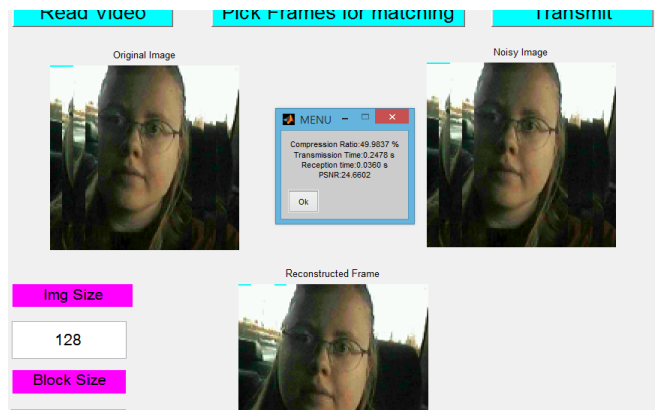 Read Video
Pick Frames for matching
Transmit
Original Image
Noisy Image
MENU
Compression Ratio:49.9837 %
Transmission Time:0.2478 s
Reception time:0.0360 s
PSNR:24.6602
Ok
Reconstructed Frame
Img Size
128
Block Size